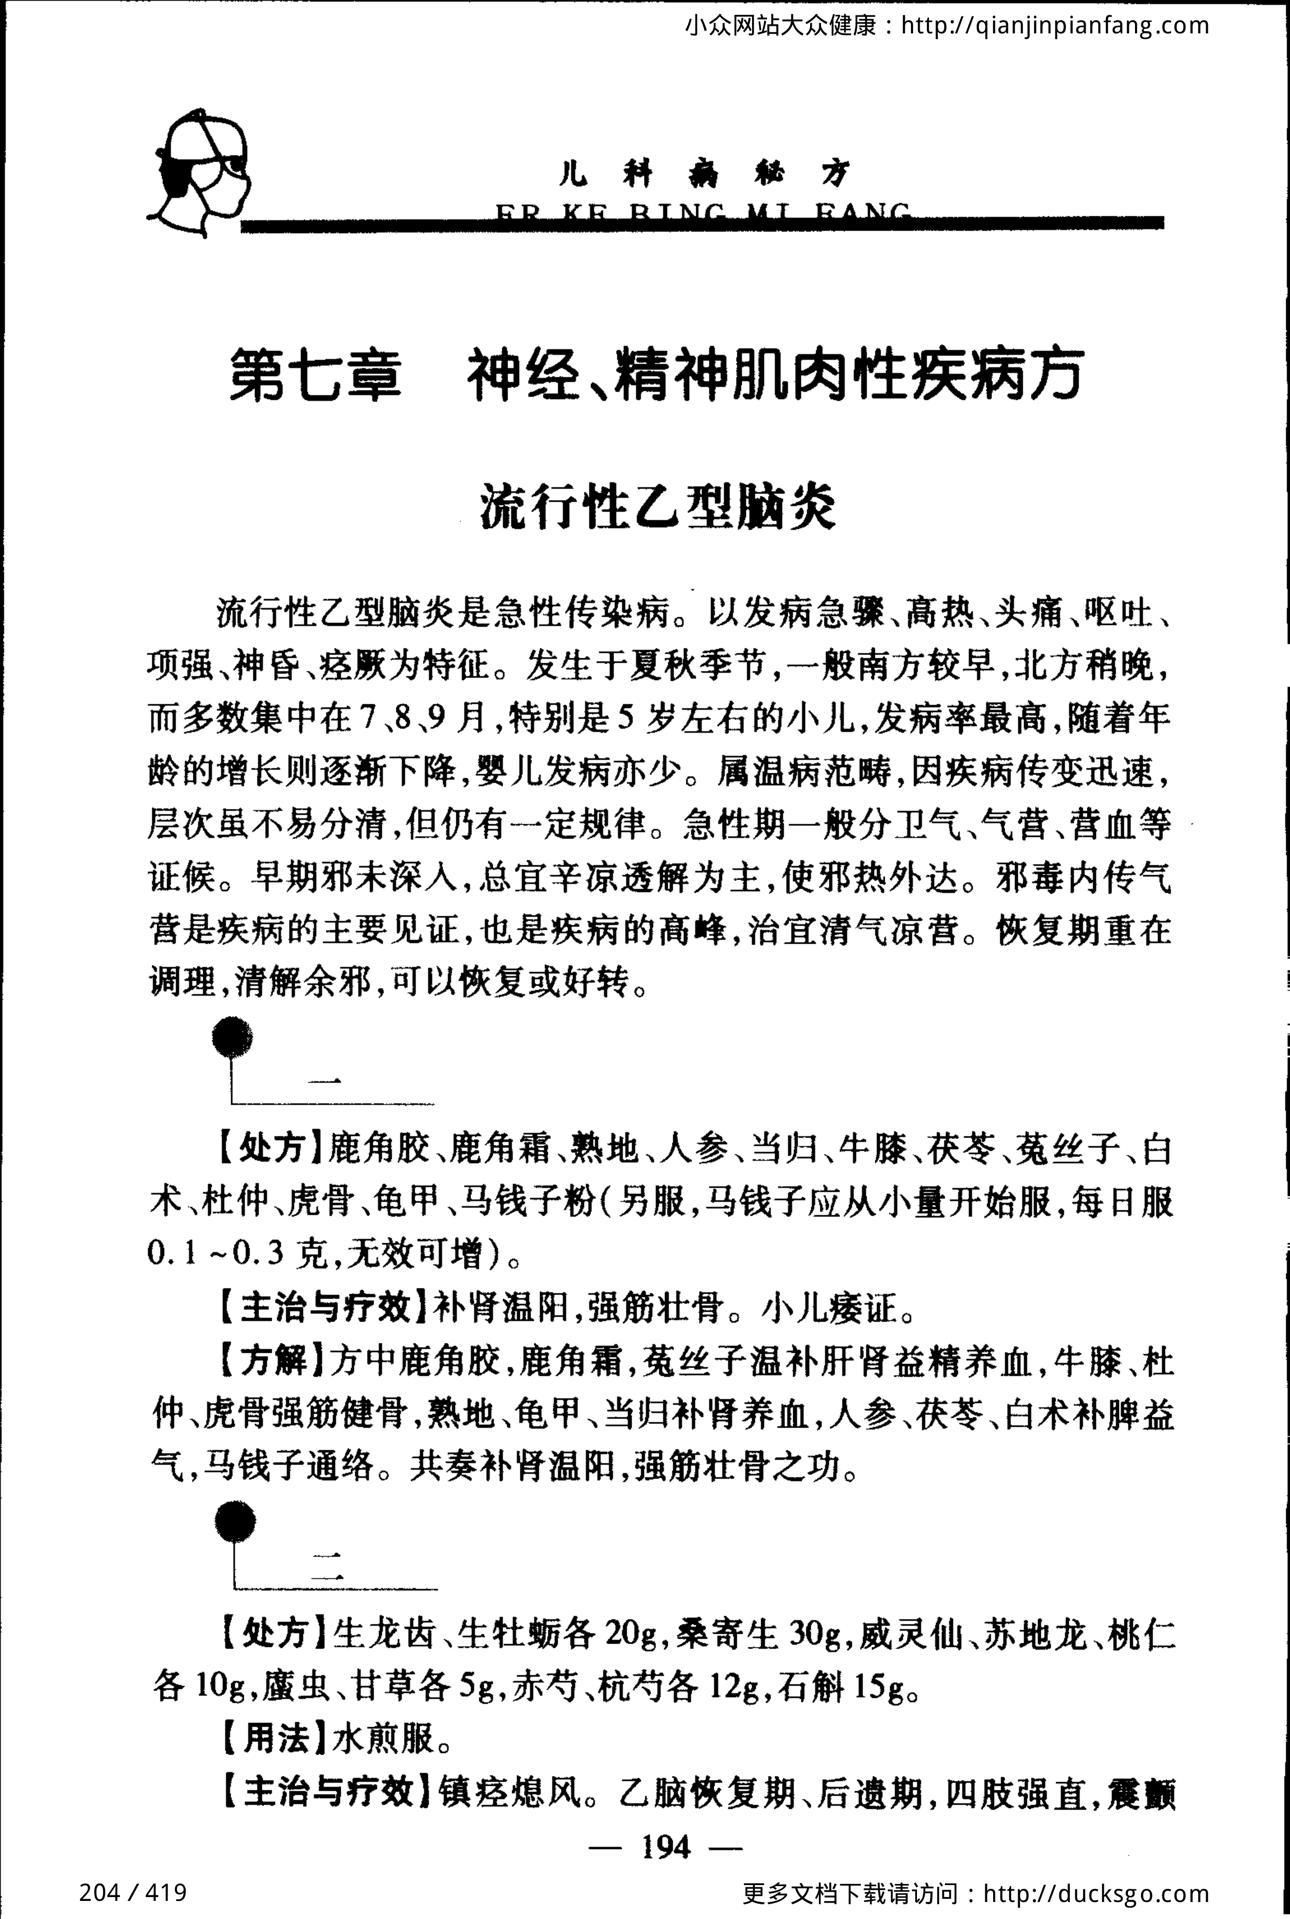 小众网站大众健康：http://qianjinpianfang.com
儿科病秘方
ER KE BING MI FANG
第七章　神经、精神肌肉性疾病方
流行性乙型脑炎
流行性乙型脑炎是急性传染病。以发病急骤、高热、头痛、呕吐、
项强、神昏、痉厥为特征。发生于夏秋季节,一般南方较早,北方稍晚,
而多数集中在7、8、9月,特别是5岁左右的小儿,发病率最高,随着年
龄的增长则逐渐下降,婴儿发病亦少。属温病范畴,因疾病传变迅速,
层次虽不易分清,但仍有一定规律。急性期一般分卫气、气营、营血等
证候。早期邪未深入,总宜辛凉透解为主,使邪热外达。邪毒内传气
营是疾病的主要见证,也是疾病的高峰,治宜清气凉营。恢复期重在
调理,清解余邪,可以恢复或好转。
一
【处方】鹿角胶、鹿角霜、熟地、人参、当归、牛膝、茯苓、菟丝子、白
术、杜仲、虎骨、龟甲、马钱子粉(另服,马钱子应从小量开始服,每日服
0.1~0.3克,无效可增)。
【主治与疗效】补肾温阳,强筋壮骨。小儿痿证。
【方解】方中鹿角胶,鹿角霜,菟丝子温补肝肾益精养血,牛膝、杜
仲、虎骨强筋健骨,熟地、龟甲、当归补肾养血,人参、茯苓、白术补脾益
气,马钱子通络。共奏补肾温阳,强筋壮骨之功。
二
【处方】生龙齿、生牡蛎各20g,桑寄生30g,威灵仙、苏地龙、桃仁
各10g,䗪虫、甘草各5g,赤芍、杭芍各12g,石斛15g。
【用法】水煎服。
【主治与疗效】镇痉熄风。乙脑恢复期、后遗期,四肢强直,震颤
— 194 —
204 / 419
更多文档下载请访问：http://ducksgo.com